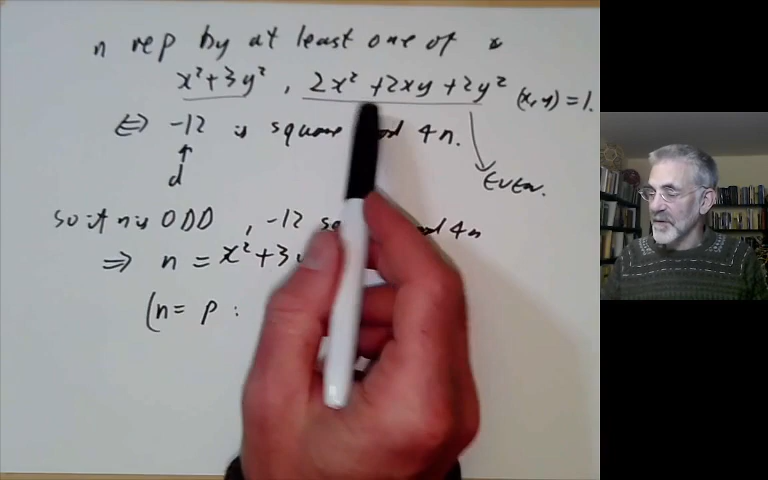 n rep by at least one of
x²+3y² , 2x²+2xy+2y² (x,y)=1.
⇔ -12 is square mod 4n.
↑
d
EVEN.
so if n is ODD , -12 sq mod 4n
⇒ n = x²+3
(n = p :